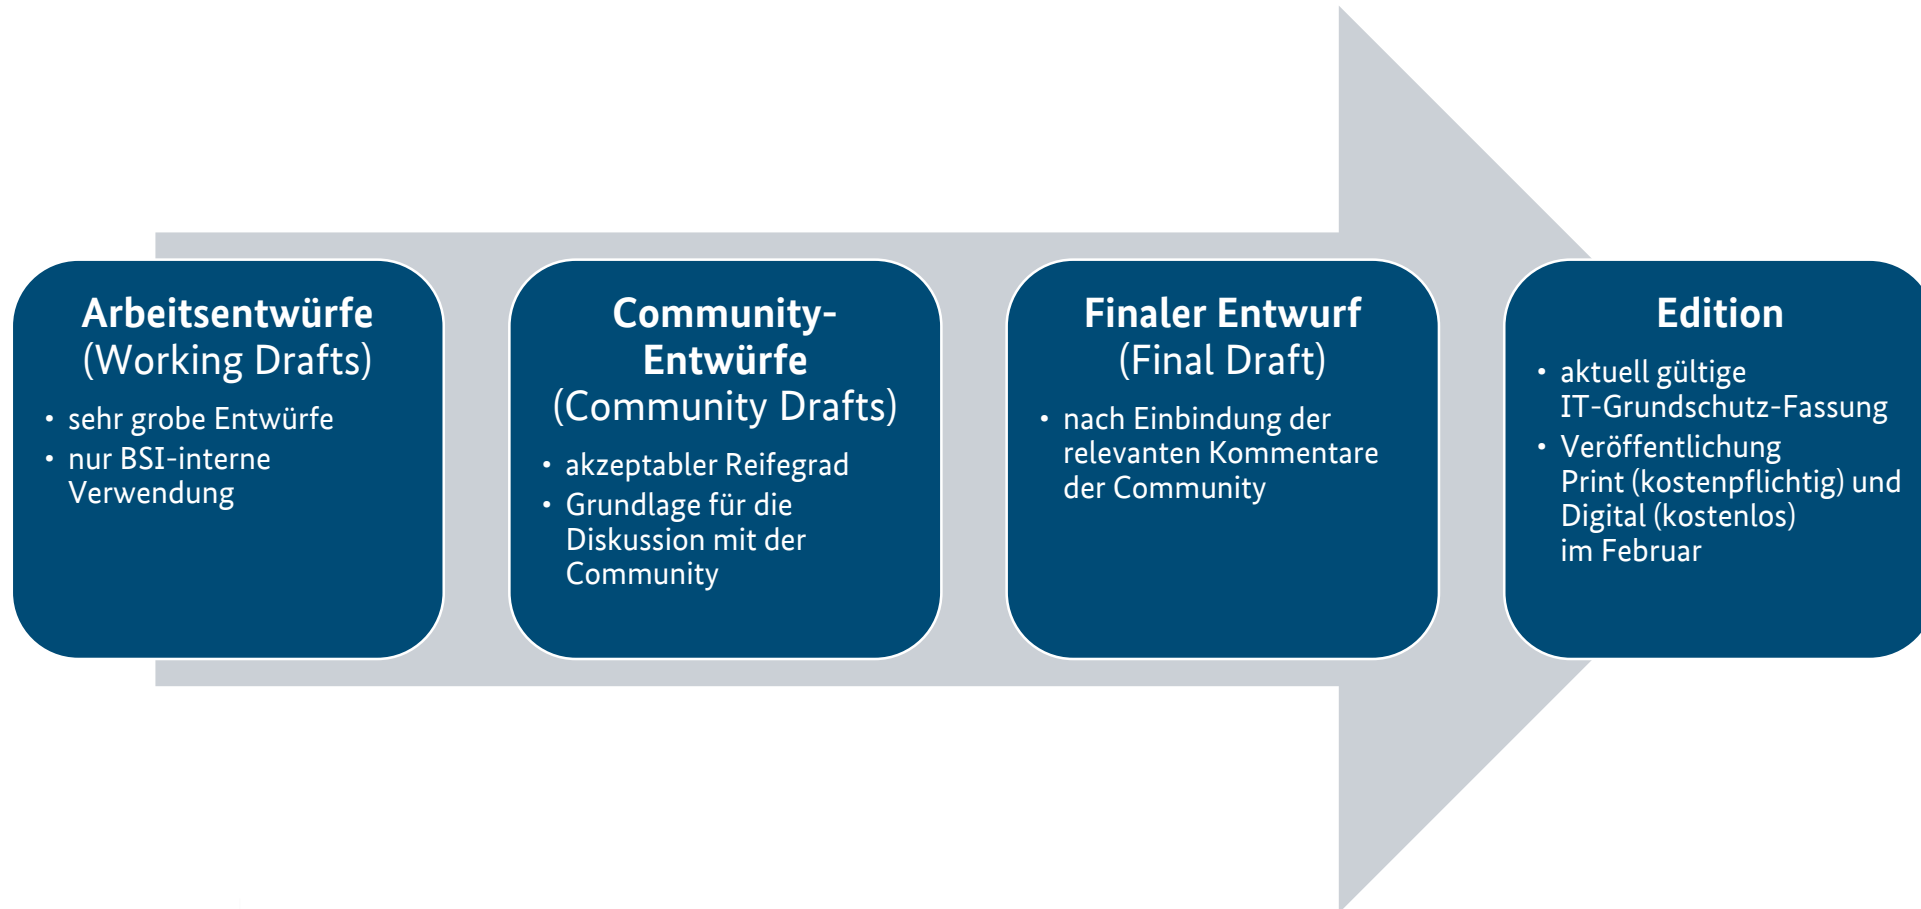 Arbeitsentwürfe
(Working Drafts)
• sehr grobe Entwürfe
• nur BSI-interne
Verwendung
Community-
Entwürfe
(Community Drafts)
• akzeptabler Reifegrad
• Grundlage für die
Diskussion mit der
Community
Finaler Entwurf
(Final Draft)
• nach Einbindung der
relevanten Kommentare
der Community
Edition
• aktuell gültige
IT-Grundschutz-Fassung
• Veröffentlichung
Print (kostenpflichtig) und
Digital (kostenlos)
im Februar